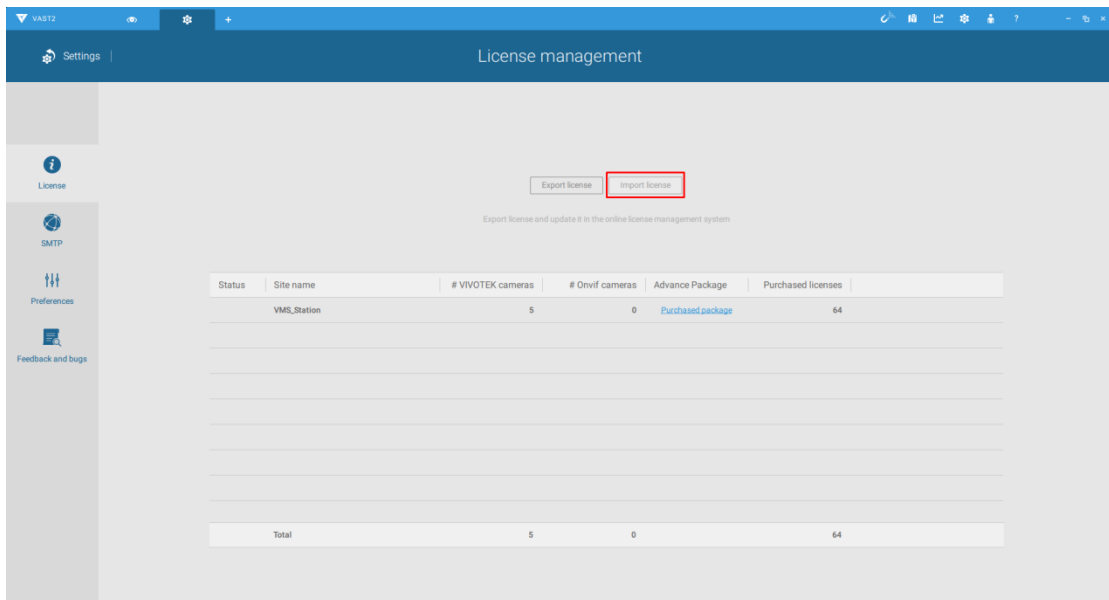 VAST2
+
?
Settings
License management
License
SMTP
Preferences
Feedback and bugs
Export license
Import license
Export license and update it in the online license management system
Status Site name # VIVOTEK cameras # Onvif cameras Advance Package Purchased licenses
VMS_Station 5 0 Purchased package 64
Total 5 0 64